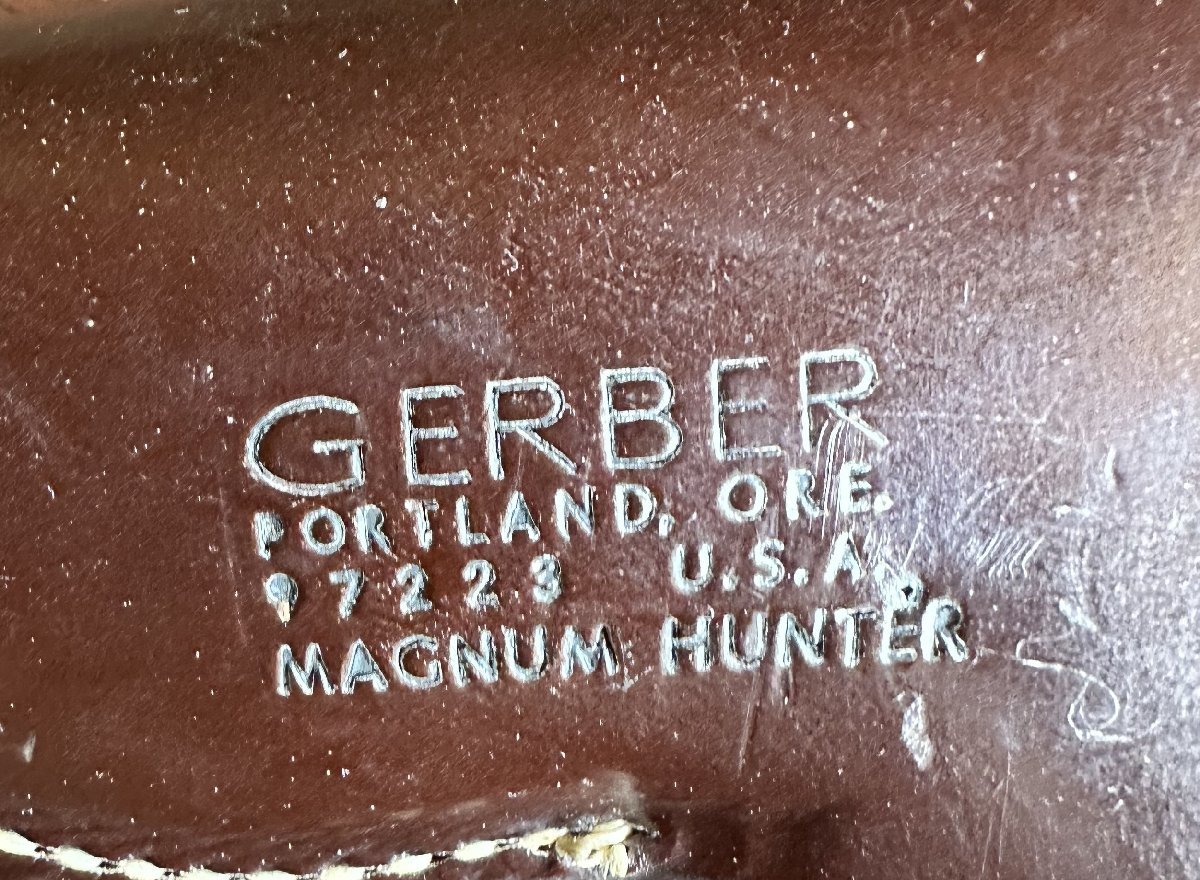 GERBER
PORTLAND, ORE.
97223 U.S.A.
MAGNUM HUNTER